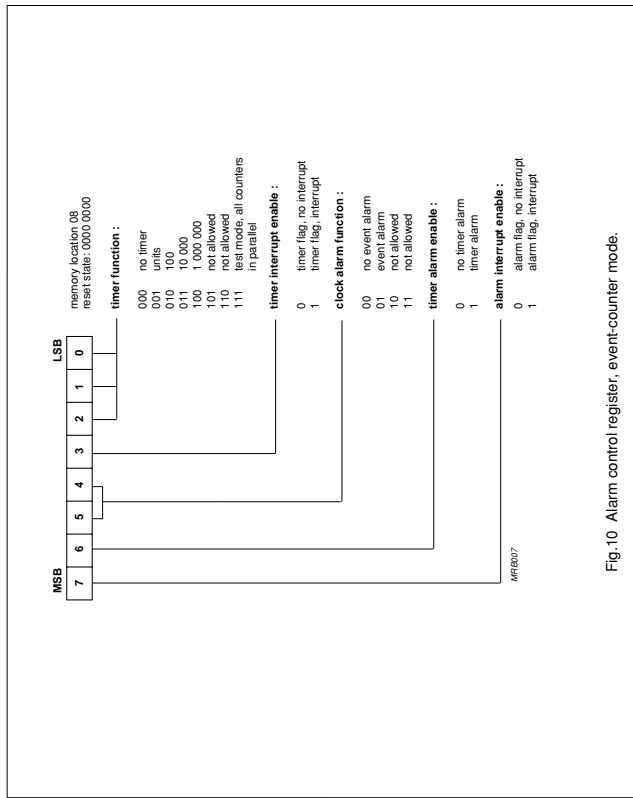 MSB
LSB
7 6 5 4 3 2 1 0
memory location 08
reset state: 0000 0000
timer function :
000 no timer
001 units
010 100
011 10 000
100 1 000 000
101 not allowed
110 not allowed
111 test mode, all counters
in parallel
timer interrupt enable :
0 timer flag, no interrupt
1 timer flag, interrupt
clock alarm function :
00 no event alarm
01 event alarm
10 not allowed
11 not allowed
timer alarm enable :
0 no timer alarm
1 timer alarm
alarm interrupt enable :
0 alarm flag, no interrupt
1 alarm flag, interrupt
MRB007
Fig.10 Alarm control register, event-counter mode.